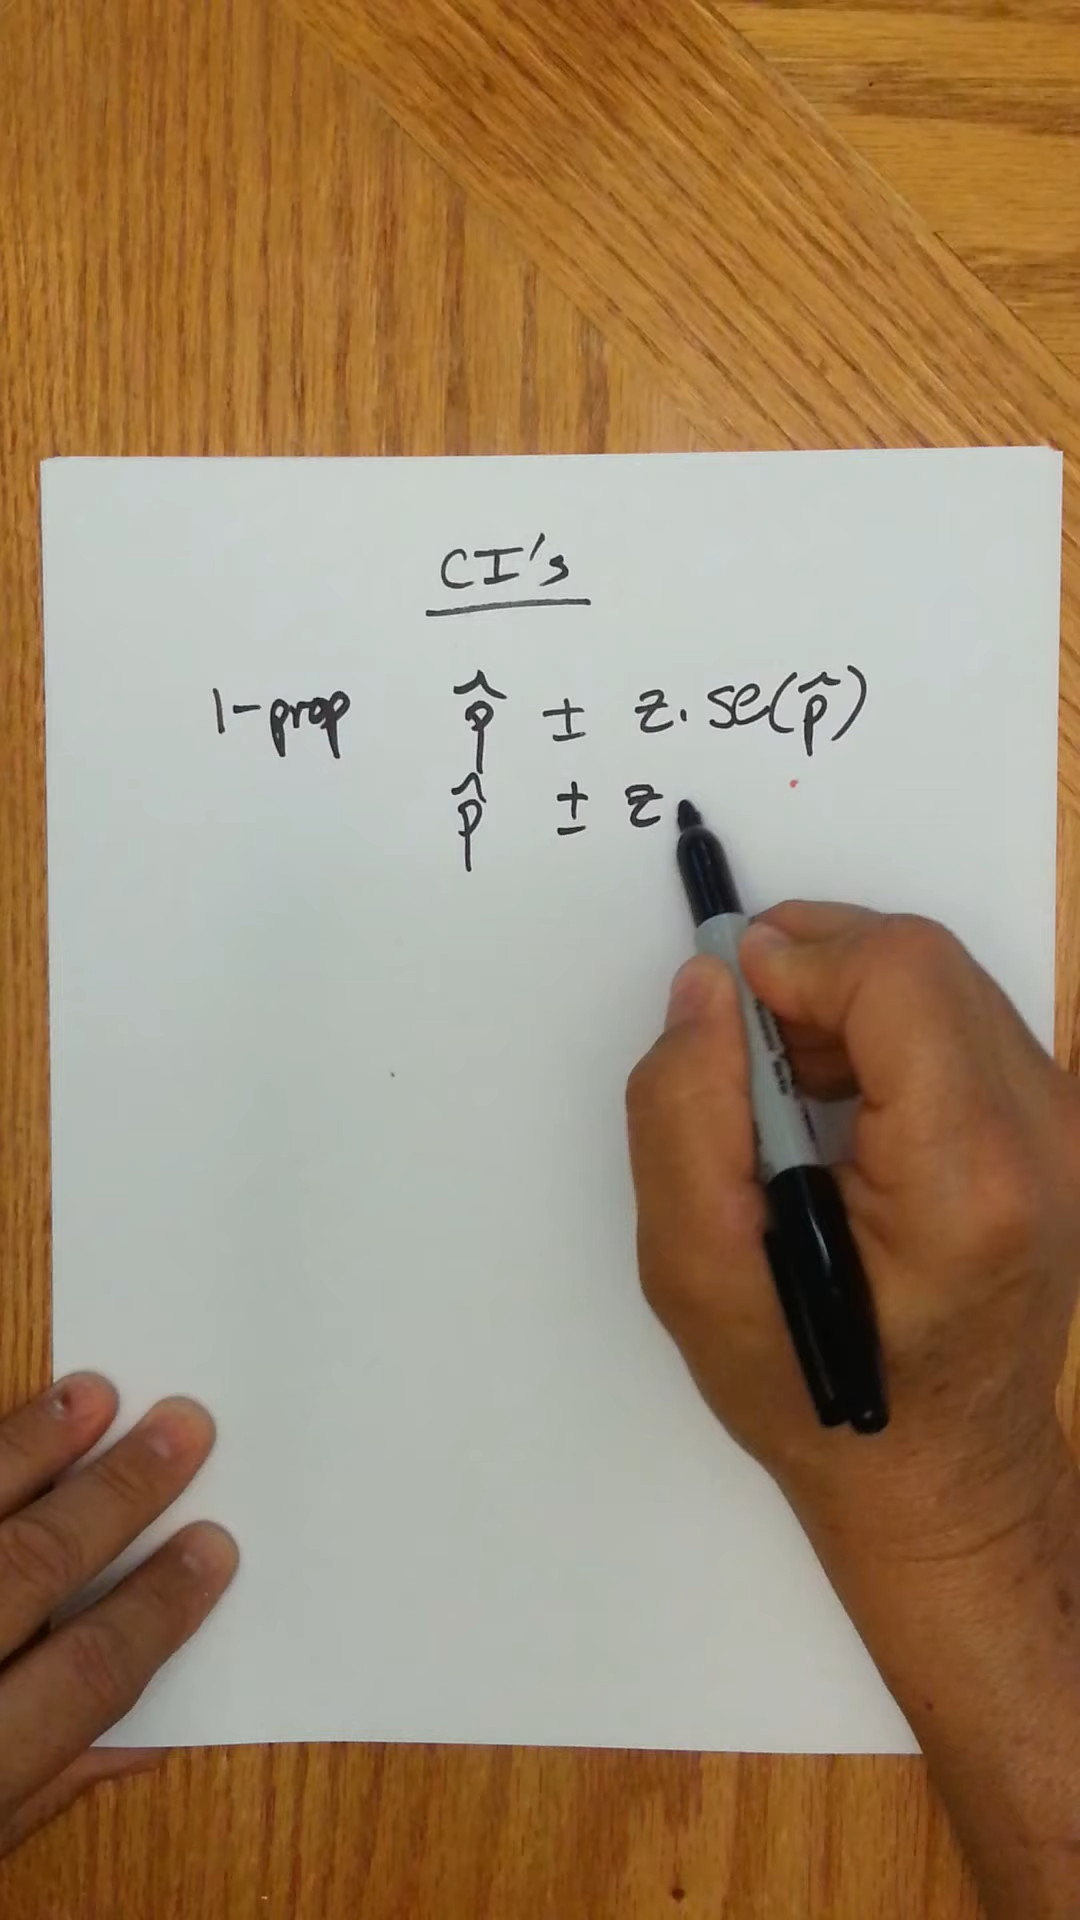 CI's
1-prop p̂ ± z · se(p̂)
p̂ ± z